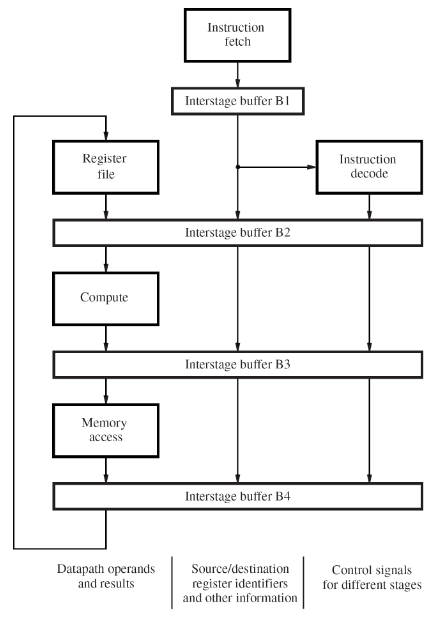 Instruction
fetch
Interstage buffer B1
Register
file
Instruction
decode
Interstage buffer B2
Compute
Interstage buffer B3
Memory
access
Interstage buffer B4
Datapath operands
and results
Source/destination
register identifiers
and other information
Control signals
for different stages